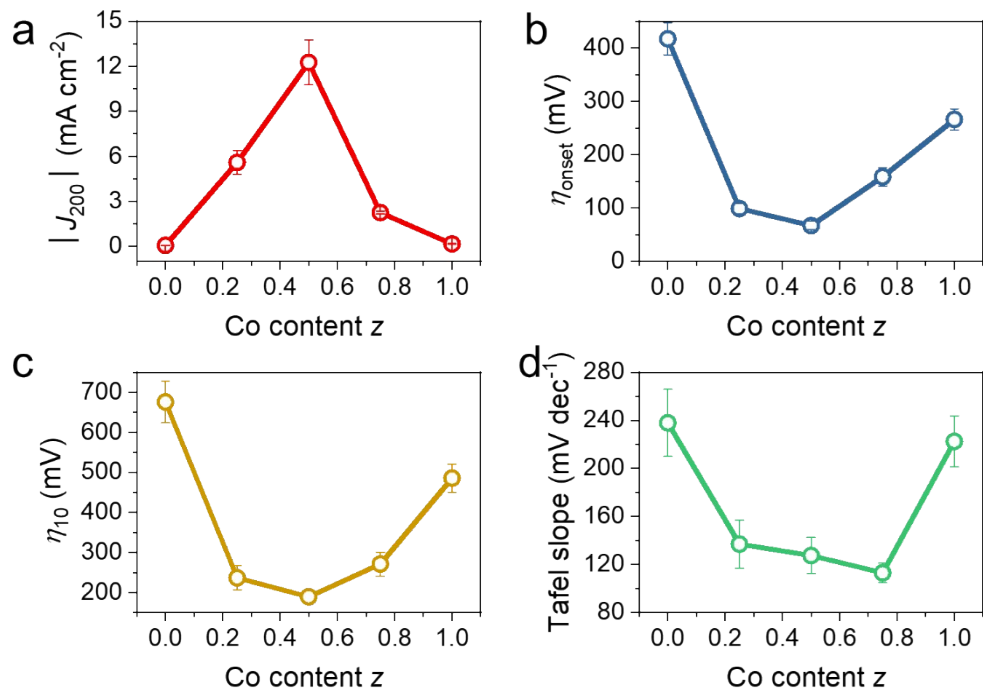 a
|J200| (mA cm−2)
15
12
9
6
3
0
0.0 0.2 0.4 0.6 0.8 1.0
Co content z
b
ηonset (mV)
400
300
200
100
0
0.0 0.2 0.4 0.6 0.8 1.0
Co content z
c
η10 (mV)
700
600
500
400
300
200
0.0 0.2 0.4 0.6 0.8 1.0
Co content z
d
Tafel slope (mV dec−1)
280
240
200
160
120
80
0.0 0.2 0.4 0.6 0.8 1.0
Co content z